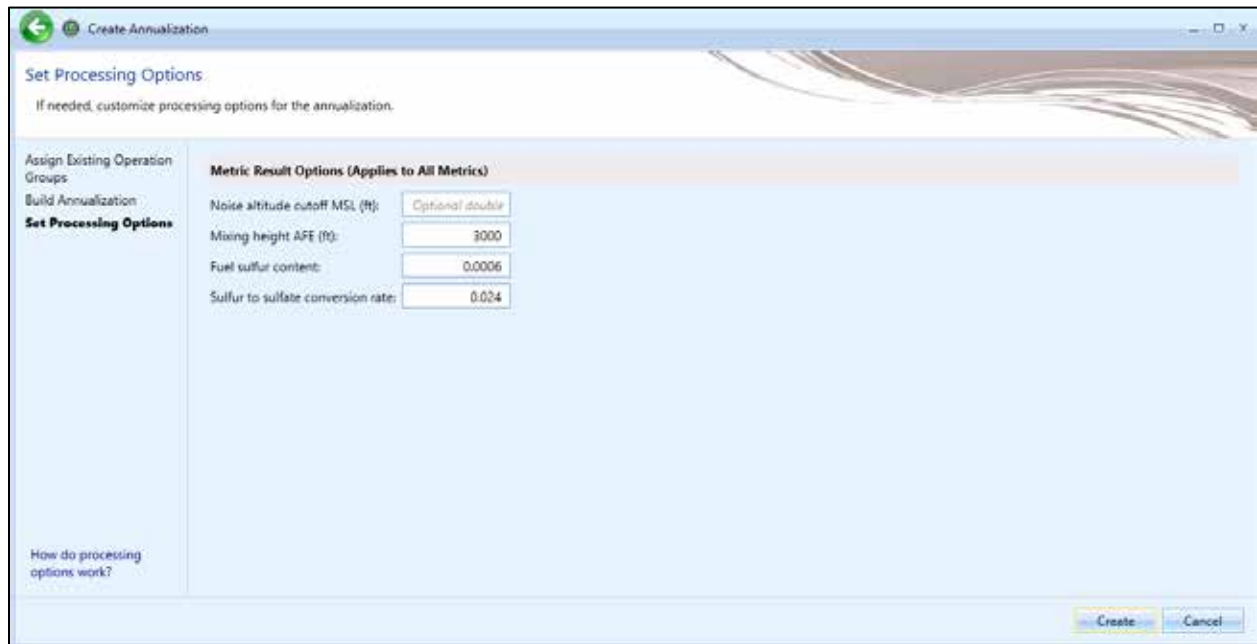 Create Annualization
Set Processing Options
If needed, customize processing options for the annualization.
Assign Existing Operation
Groups
Build Annualization
Set Processing Options
Metric Result Options (Applies to All Metrics)
Noise altitude cutoff MSL (ft): Optional double
Mixing height AFE (ft): 3000
Fuel sulfur content: 0.0006
Sulfur to sulfate conversion rate: 0.024
How do processing
options work?
Create Cancel